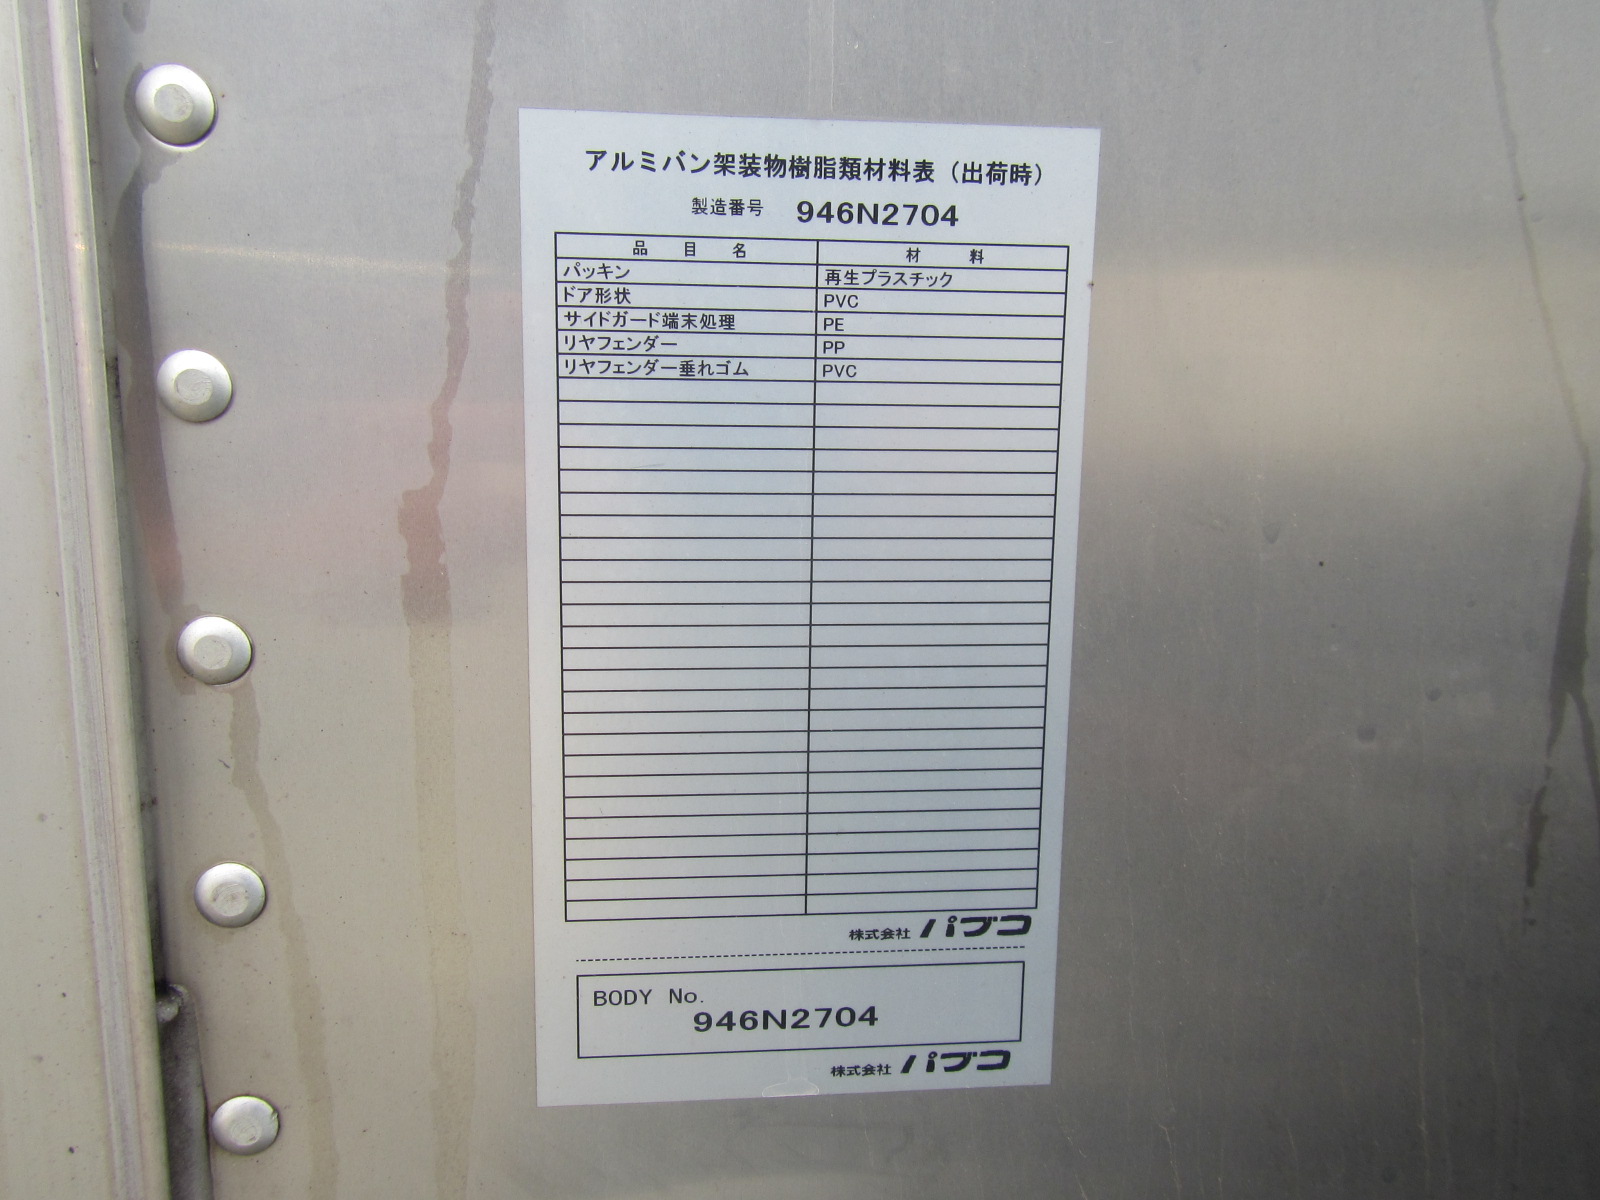 アルミバン架装物樹脂類材料表（出荷時）
製造番号 946N2704
品目名 材料
パッキン 再生プラスチック
ドア形状 PVC
サイドガード端末処理 PE
リヤフェンダー PP
リヤフェンダー垂れゴム PVC
株式会社 パブコ
BODY No.
946N2704
株式会社 パブコ